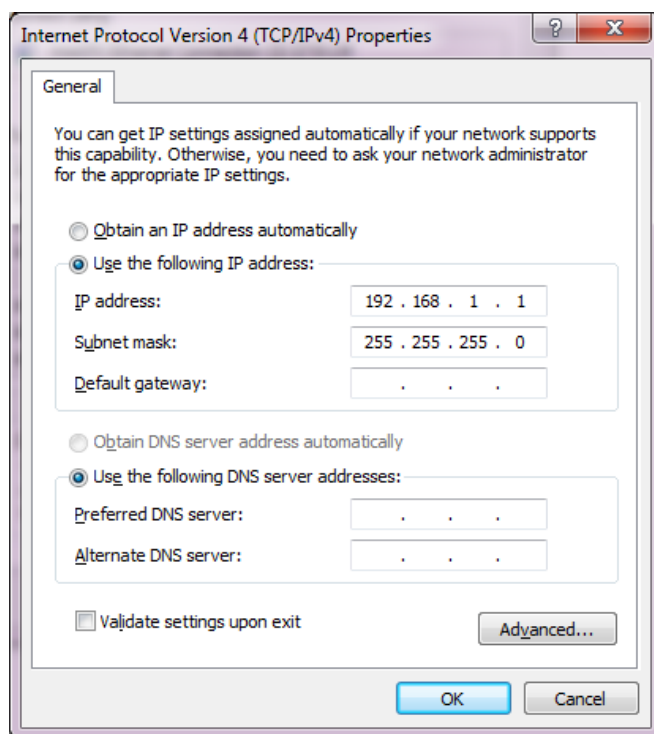 Internet Protocol Version 4 (TCP/IPv4) Properties
General
You can get IP settings assigned automatically if your network supports
this capability. Otherwise, you need to ask your network administrator
for the appropriate IP settings.
Obtain an IP address automatically
Use the following IP address:
IP address: 192 . 168 . 1 . 1
Subnet mask: 255 . 255 . 255 . 0
Default gateway: . . .
Obtain DNS server address automatically
Use the following DNS server addresses:
Preferred DNS server: . . .
Alternate DNS server: . . .
Validate settings upon exit
Advanced...
OK Cancel